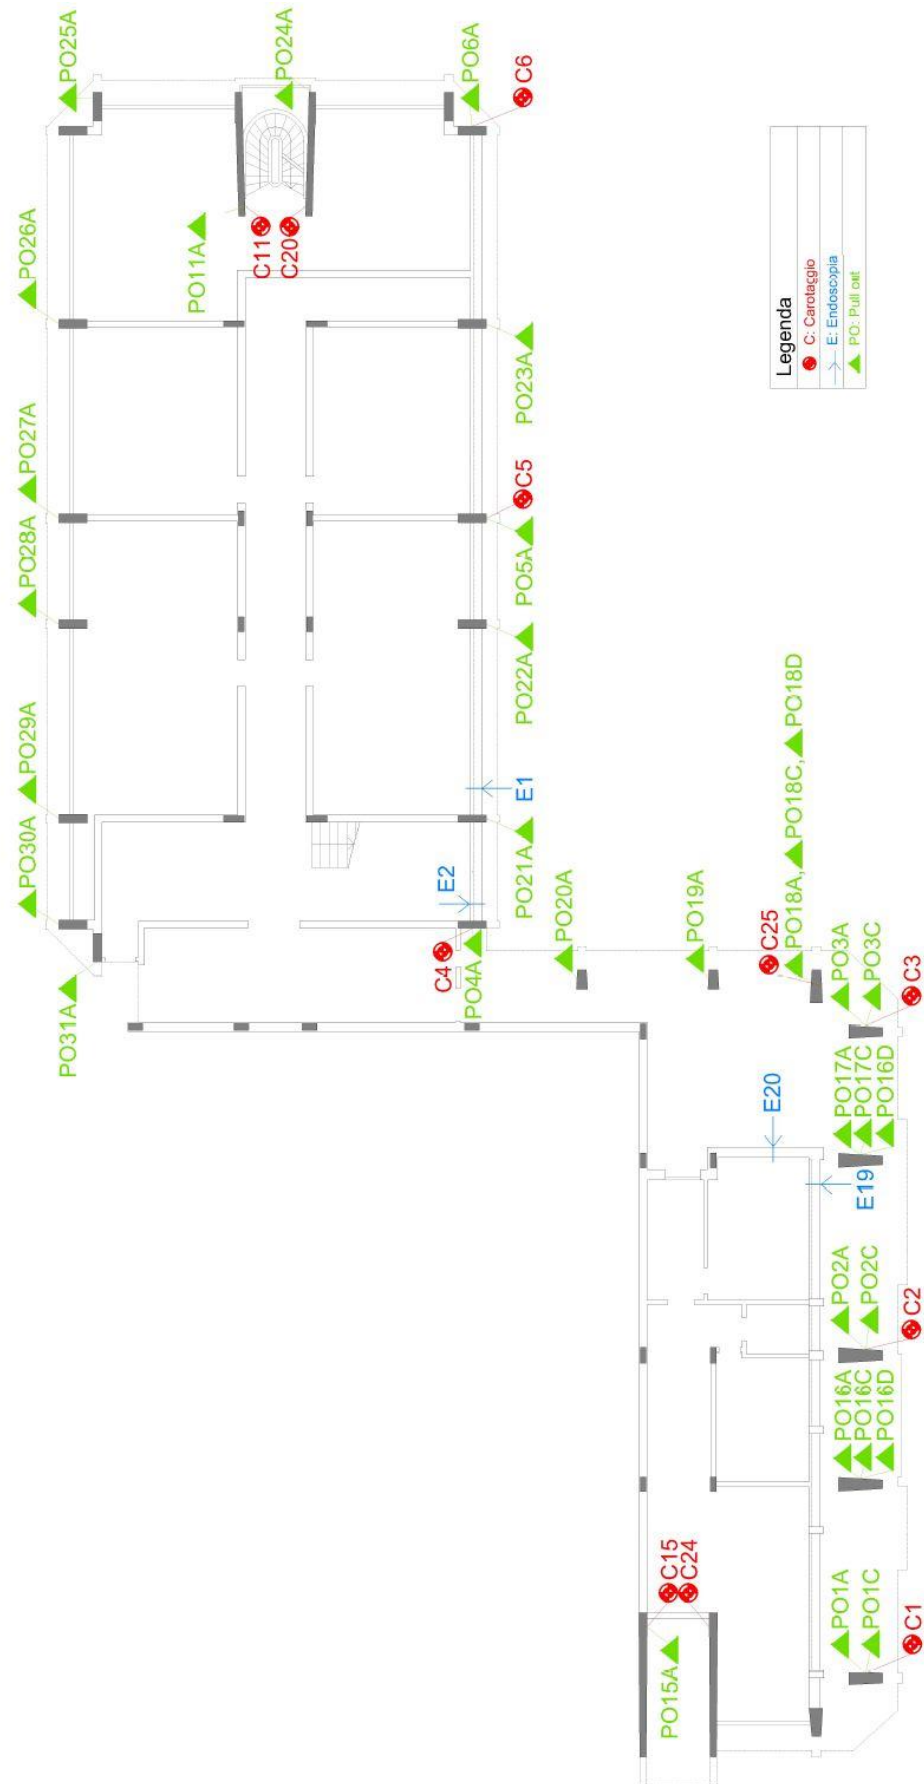 PO25A
PO24A
PO6A
C6
PO26A
PO11A
C11
C20
PO27A
PO23A
C5
PO28A
PO5A
PO22A
PO29A
E1
PO30A
PO21A
E2
PO20A
PO19A
PO18A, PO18C, PO18D
C25
C4
PO4A
PO31A
PO3A
PO3C
C3
PO17A
PO17C
PO16D
E20
E19
PO2A
PO2C
C2
PO16A
PO16C
PO16D
C15
C24
PO15A
PO1A
PO1C
C1
Legenda
C: Carotaggio
E: Endoscopia
PO: Pull out